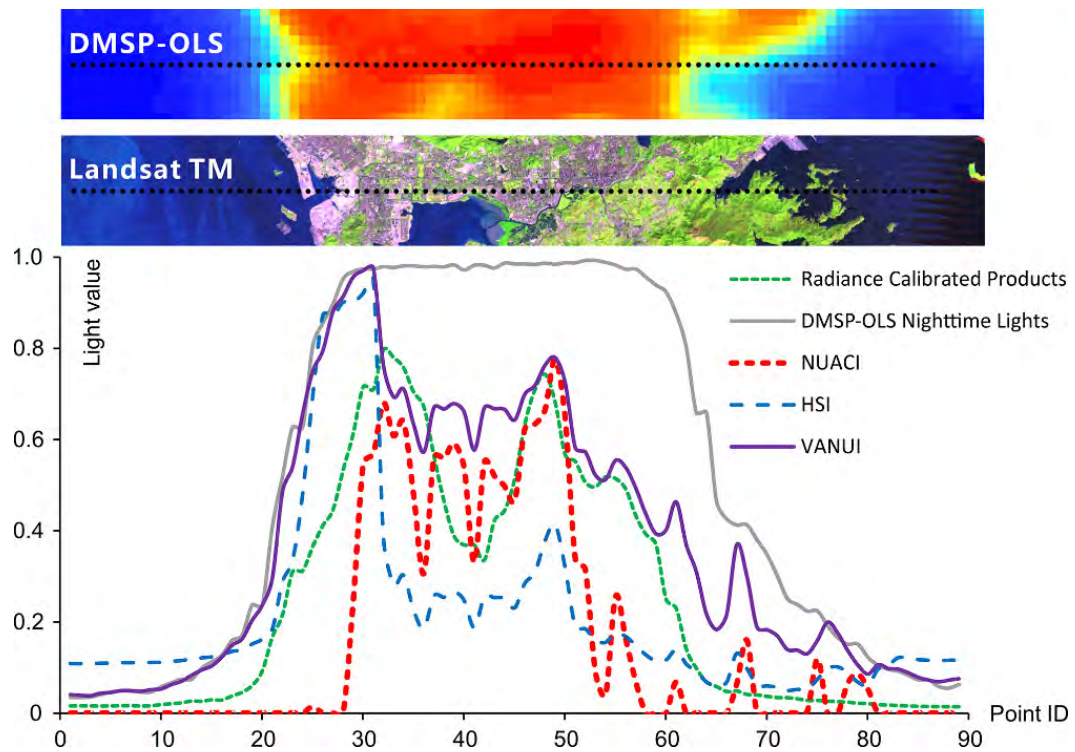 DMSP-OLS
Landsat TM
1.0
0.8
0.6
0.4
0.2
0
Light value
Radiance Calibrated Products
DMSP-OLS Nighttime Lights
NUACI
HSI
VANUI
Point ID
0 10 20 30 40 50 60 70 80 90